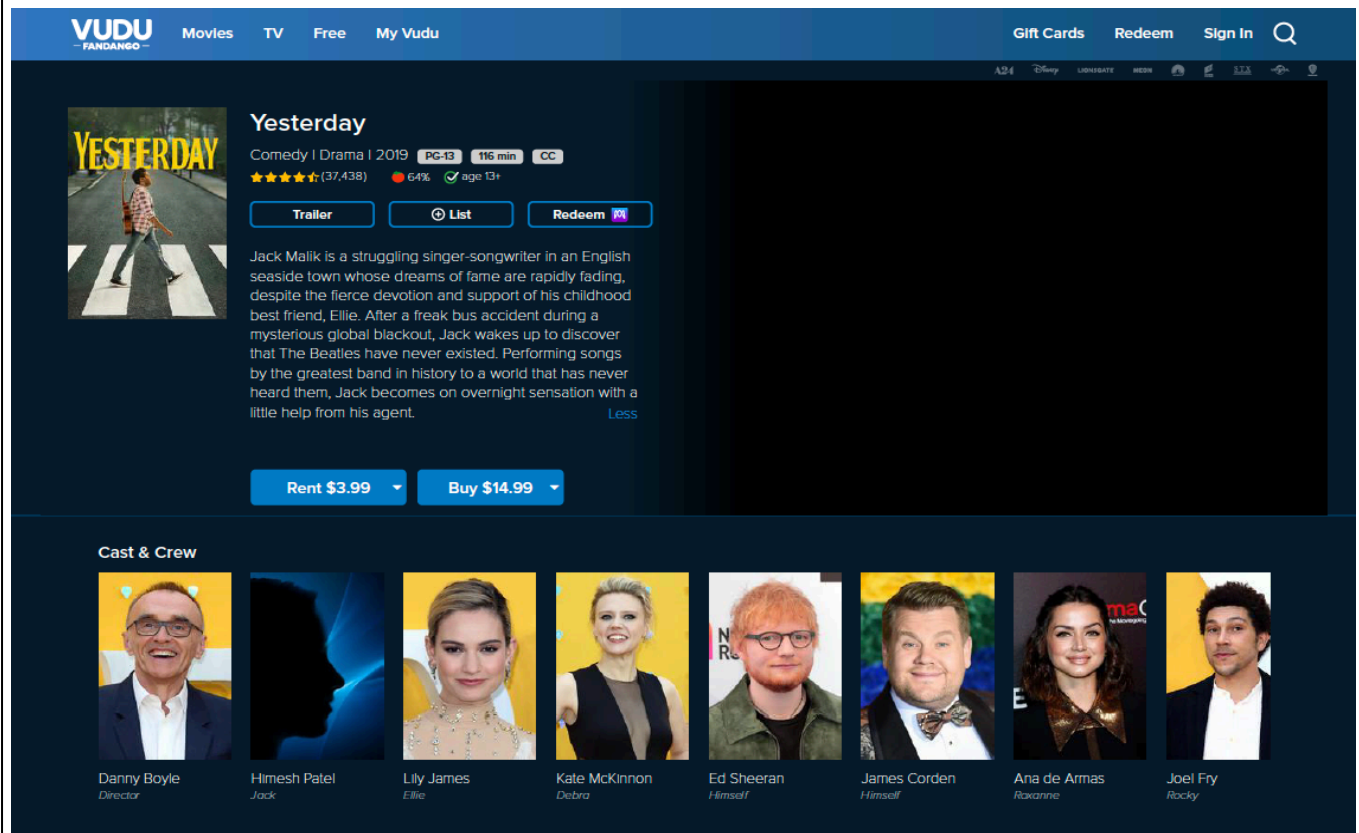 VUDU
FANDANGO
Movies TV Free My Vudu Gift Cards Redeem Sign In
A24 Disney LIONSGATE NEON STX
YESTERDAY
Yesterday
Comedy | Drama | 2019 PG-13 116 min CC
(37,438) 64% age 13+
Trailer List Redeem
Jack Malik is a struggling singer-songwriter in an English
seaside town whose dreams of fame are rapidly fading,
despite the fierce devotion and support of his childhood
best friend, Ellie. After a freak bus accident during a
mysterious global blackout, Jack wakes up to discover
that The Beatles have never existed. Performing songs
by the greatest band in history to a world that has never
heard them, Jack becomes on overnight sensation with a
little help from his agent. Less
Rent $3.99 Buy $14.99
Cast & Crew
Danny Boyle Himesh Patel Lily James Kate McKinnon Ed Sheeran James Corden Ana de Armas Joel Fry
Director Jack Ellie Debra Himself Himself Roxanne Rocky